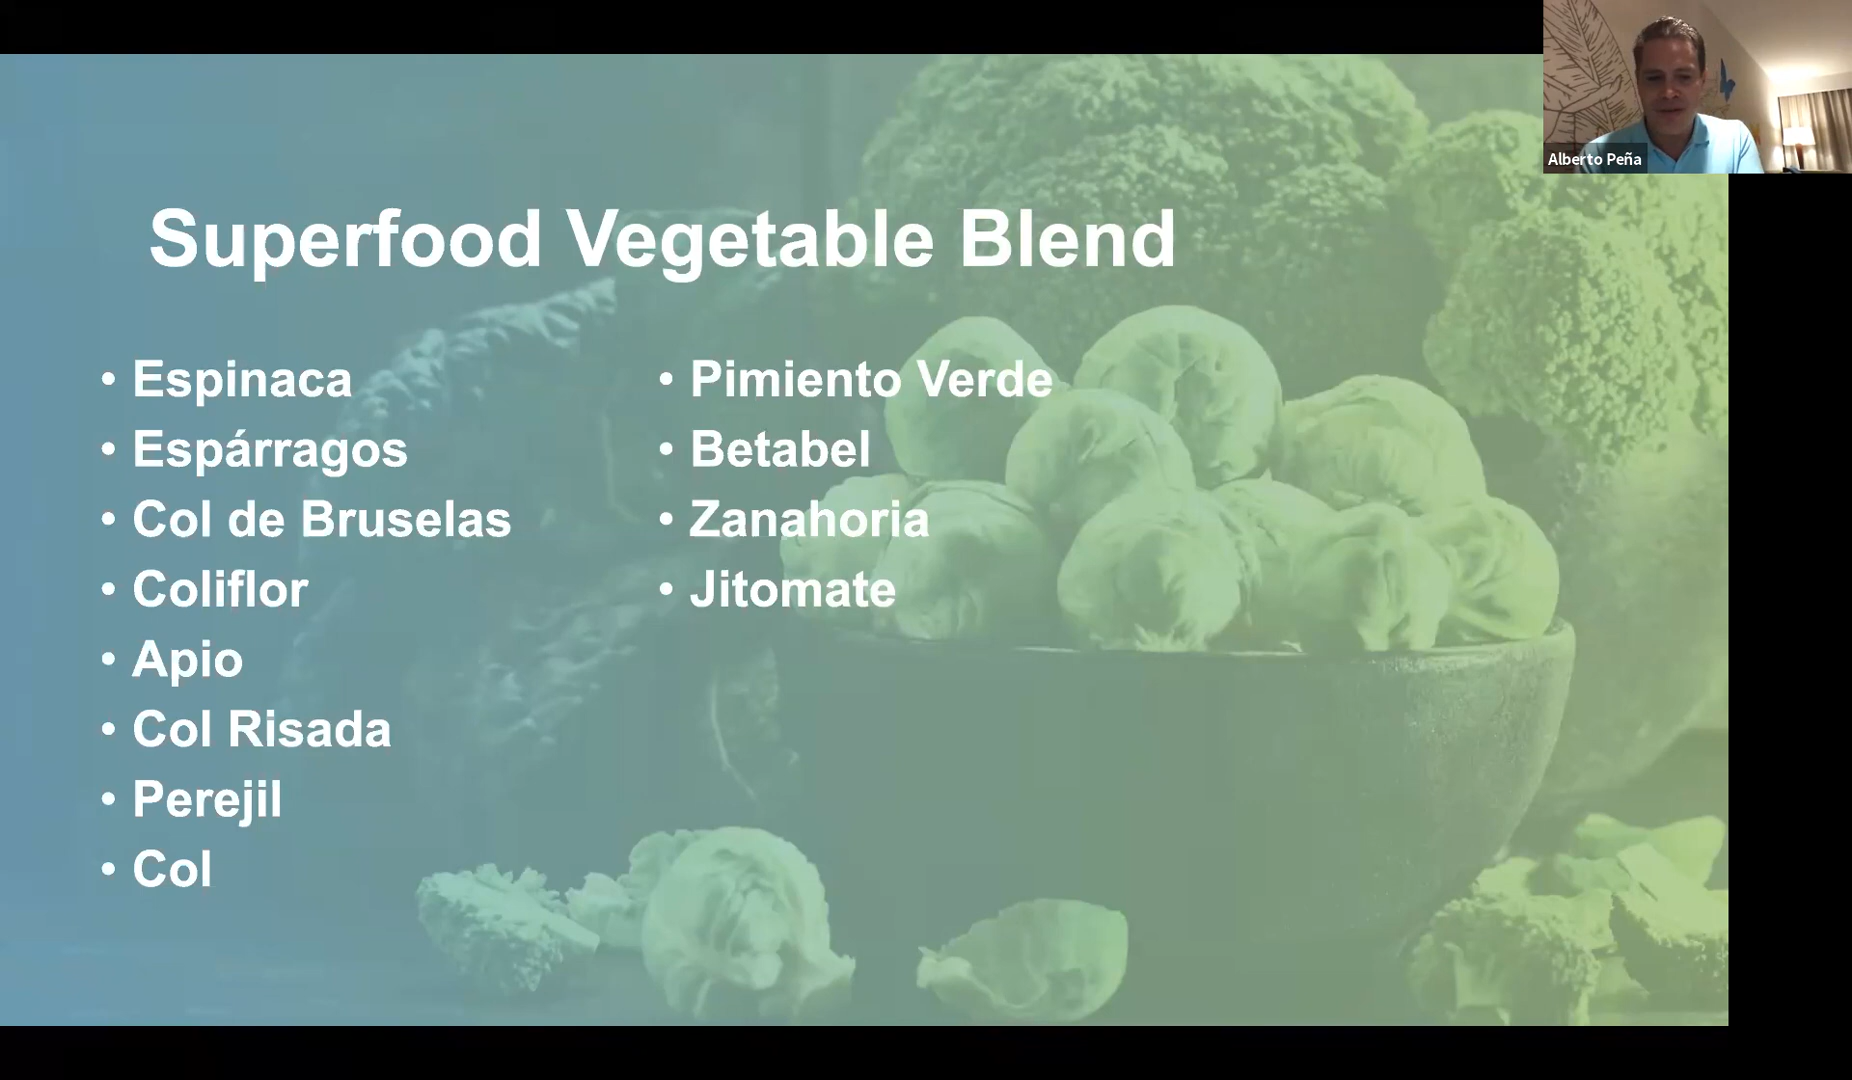 Alberto Peña
Superfood Vegetable Blend
• Espinaca
• Espárragos
• Col de Bruselas
• Coliflor
• Apio
• Col Risada
• Perejil
• Col
• Pimiento Verde
• Betabel
• Zanahoria
• Jitomate